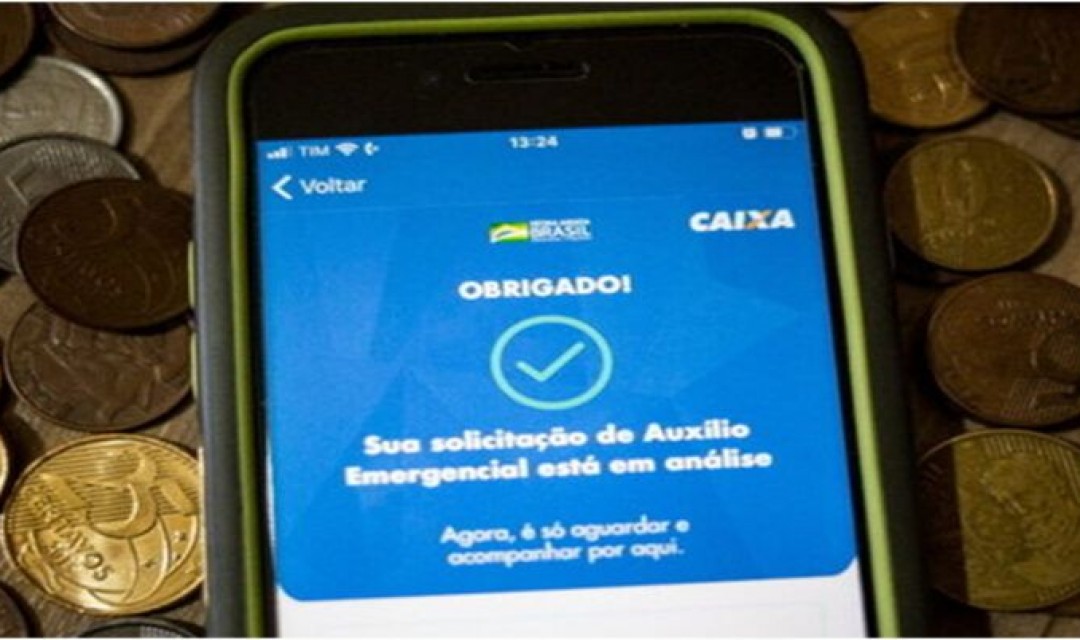 TIM
13:24
Voltar
BRASIL
CAIXA
OBRIGADO!
Sua solicitação de Auxílio
Emergencial está em análise
Agora, é só aguardar e
acompanhar por aqui.
25
CENTAVOS